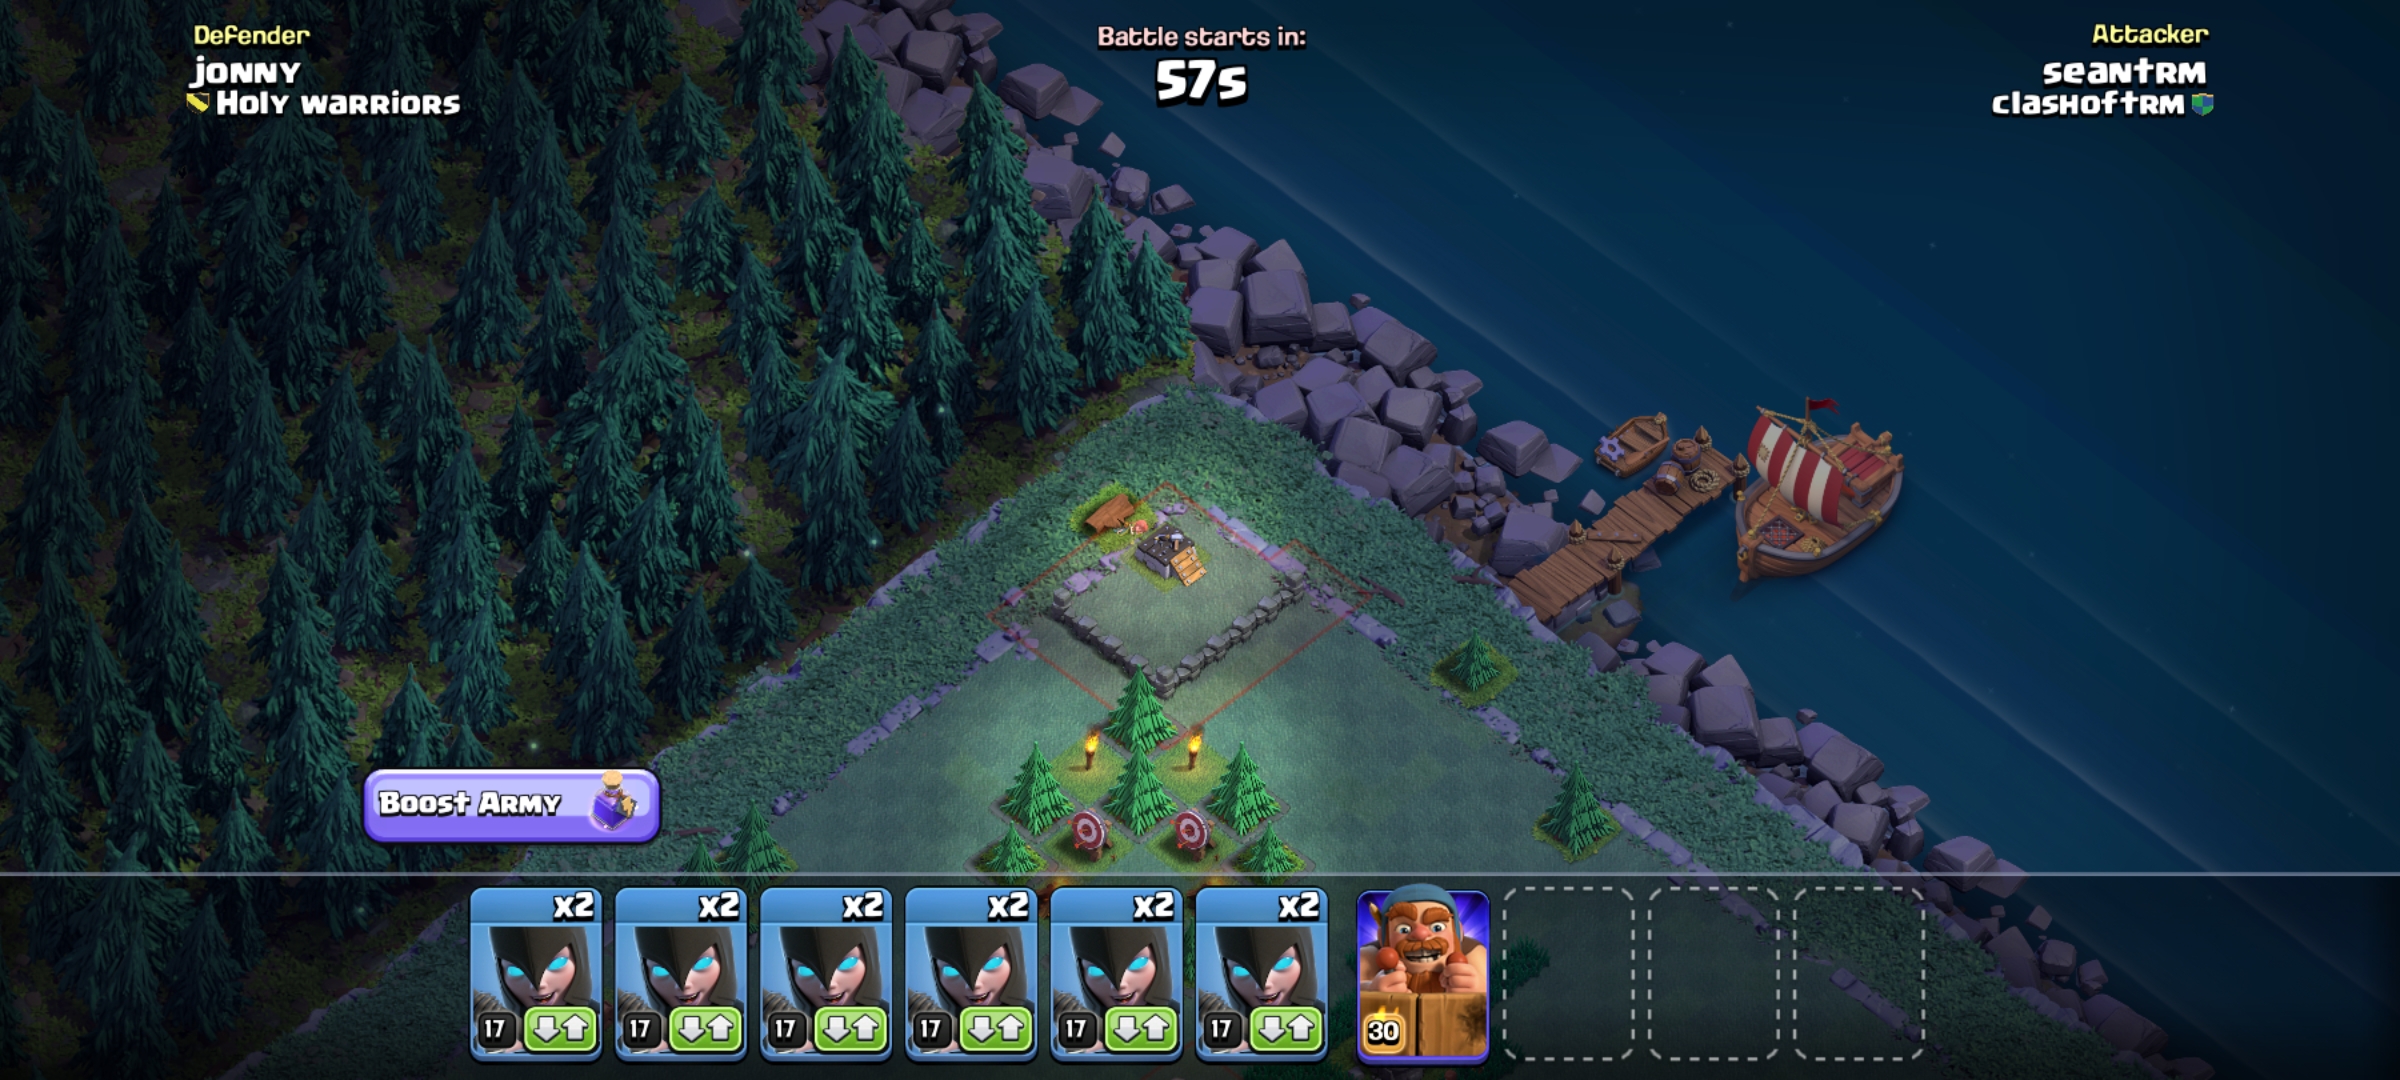 Defender
jONNY
Holy warriors
Battle starts in:
57s
Attacker
seantrm
clashoftrm
Boost Army
x2
x2
x2
x2
x2
x2
17
17
17
17
17
17
30